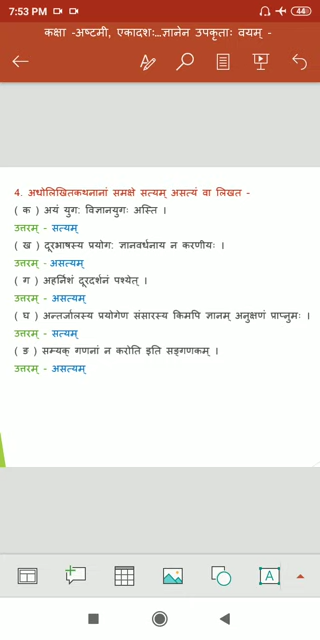 7:53 PM
44
कक्षा -अष्टमी, एकादशः...ज्ञानेन उपकृताः वयम् -
4. अधोलिखितकथनानां समक्षे सत्यम् असत्यं वा लिखत -
( क ) अयं युग: विज्ञानयुगः अस्ति ।
उत्तरम् - सत्यम्
( ख ) दूरभाषस्य प्रयोग: ज्ञानवर्धनाय न करणीयः ।
उत्तरम् - असत्यम्
( ग ) अहर्निशं दूरदर्शनं पश्येत् ।
उत्तरम् - असत्यम्
( घ ) अन्तर्जालस्य प्रयोगेण संसारस्य किमपि ज्ञानम् अनुक्षणं प्राप्नुमः ।
उत्तरम् - सत्यम्
( ङ ) सम्यक् गणनां न करोति इति सङ्गणकम् ।
उत्तरम् - असत्यम्
A